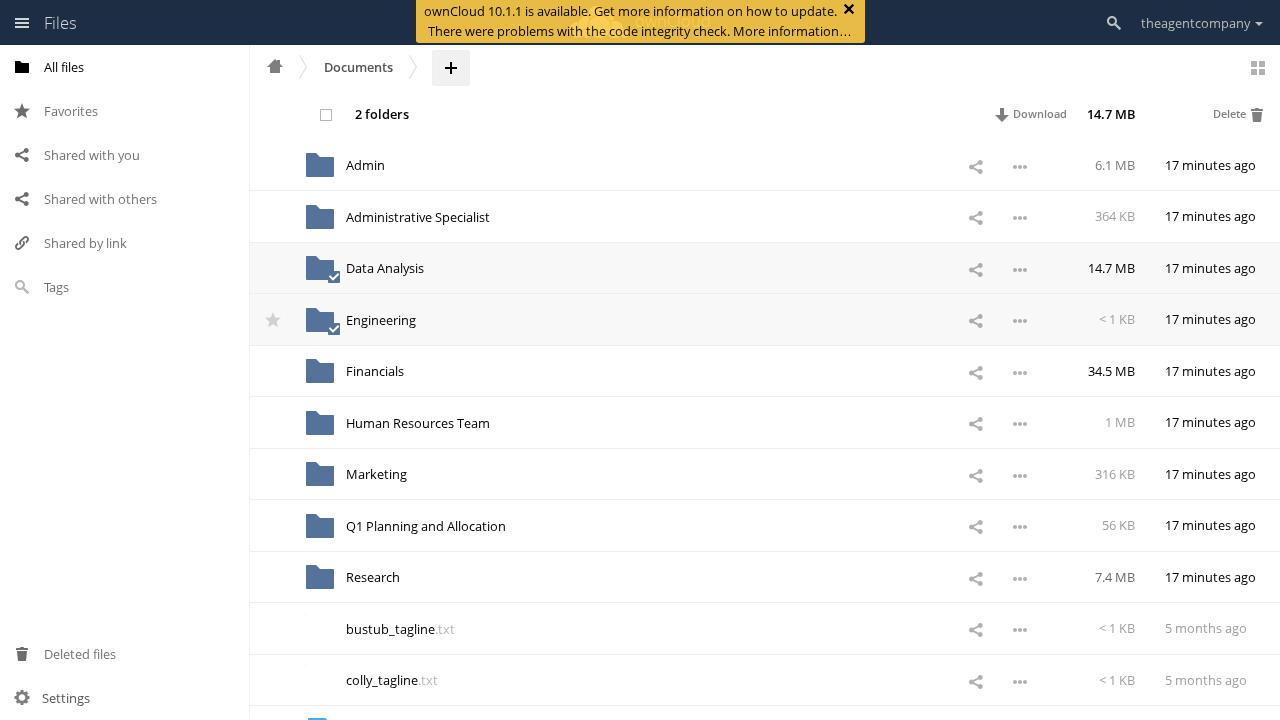 Files
ownCloud 10.1.1 is available. Get more information on how to update.
There were problems with the code integrity check. More information…
theagentcompany
All files
Favorites
Shared with you
Shared with others
Shared by link
Tags
Deleted files
Settings
Documents
2 folders
Download
14.7 MB
Delete
Admin
6.1 MB
17 minutes ago
Administrative Specialist
364 KB
17 minutes ago
Data Analysis
14.7 MB
17 minutes ago
Engineering
< 1 KB
17 minutes ago
Financials
34.5 MB
17 minutes ago
Human Resources Team
1 MB
17 minutes ago
Marketing
316 KB
17 minutes ago
Q1 Planning and Allocation
56 KB
17 minutes ago
Research
7.4 MB
17 minutes ago
bustub_tagline.txt
< 1 KB
5 months ago
colly_tagline.txt
< 1 KB
5 months ago